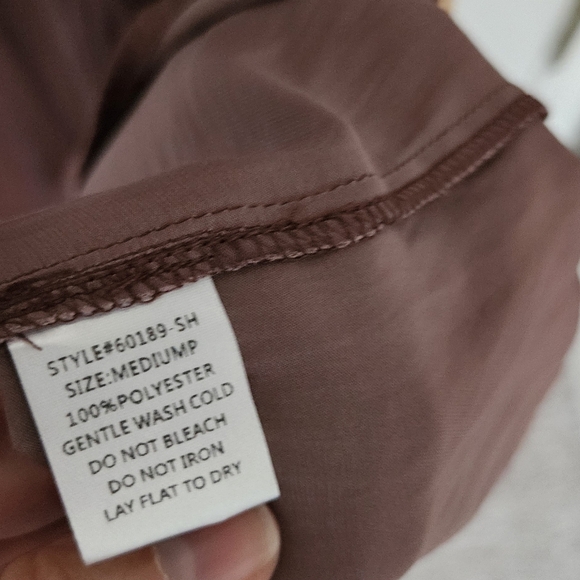 STYLE#60189-SH
SIZE:MEDIUMP
100%POLYESTER
GENTLE WASH COLD
DO NOT BLEACH
DO NOT IRON
LAY FLAT TO DRY